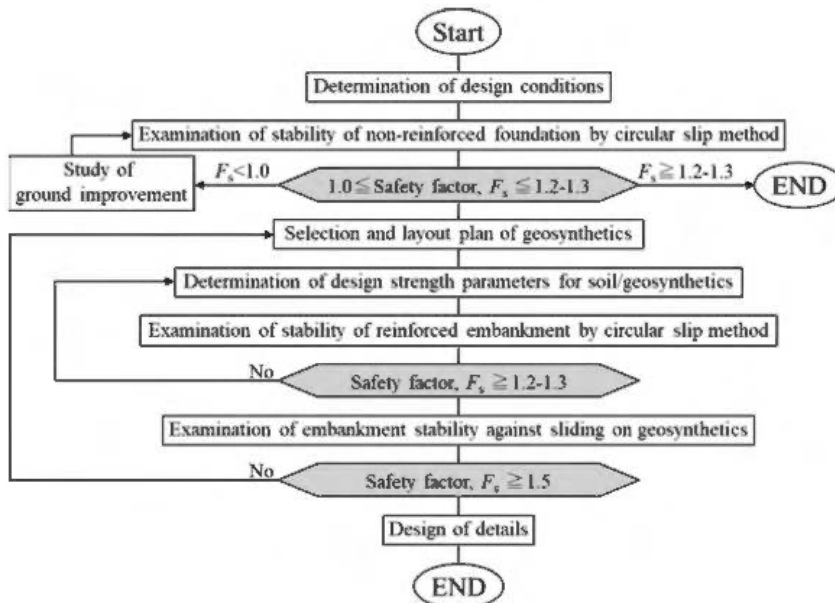 Start
Determination of design conditions
Examination of stability of non-reinforced foundation by circular slip method
Study of
ground improvement
Fs<1.0
1.0≦Safety factor, Fs≦1.2-1.3
Fs≧1.2-1.3
END
Selection and layout plan of geosynthetics
Determination of design strength parameters for soil/geosynthetics
Examination of stability of reinforced embankment by circular slip method
No
Safety factor, Fs≧1.2-1.3
Examination of embankment stability against sliding on geosynthetics
No
Safety factor, Fs≧1.5
Design of details
END